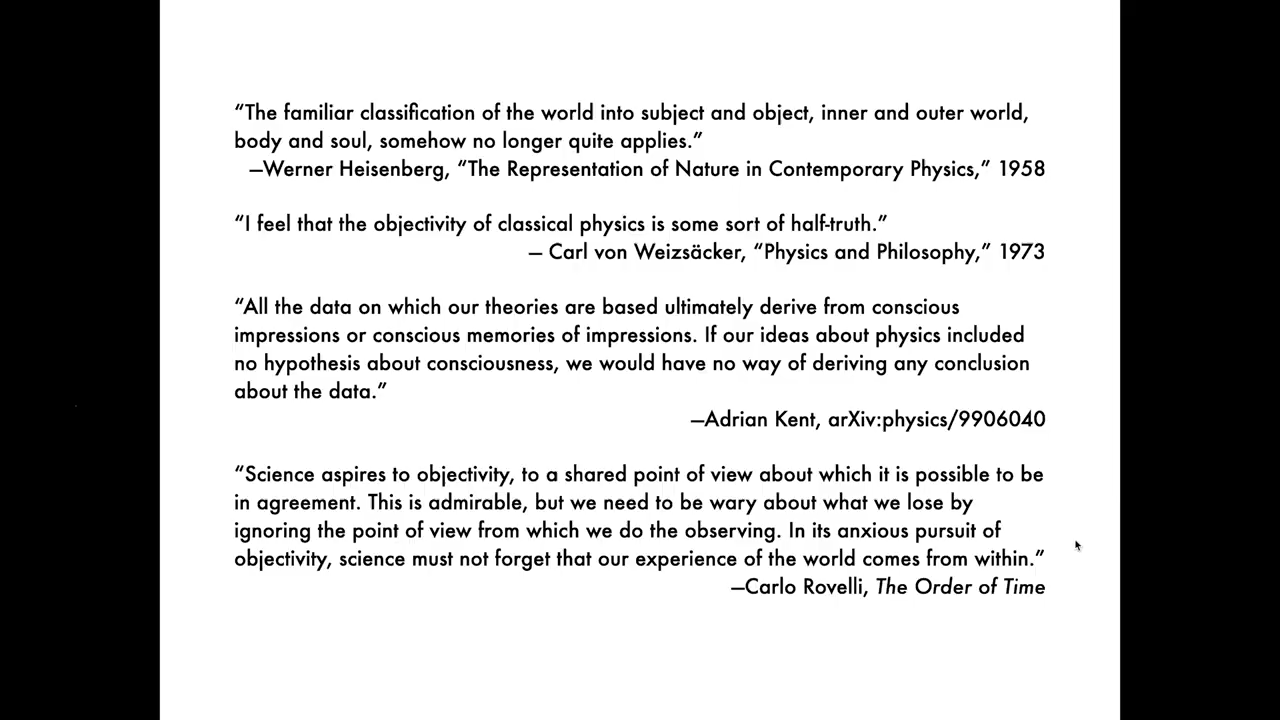 “The familiar classification of the world into subject and object, inner and outer world,
body and soul, somehow no longer quite applies.”
—Werner Heisenberg, “The Representation of Nature in Contemporary Physics,” 1958
“I feel that the objectivity of classical physics is some sort of half-truth.”
— Carl von Weizsäcker, “Physics and Philosophy,” 1973
“All the data on which our theories are based ultimately derive from conscious
impressions or conscious memories of impressions. If our ideas about physics included
no hypothesis about consciousness, we would have no way of deriving any conclusion
about the data.”
—Adrian Kent, arXiv:physics/9906040
“Science aspires to objectivity, to a shared point of view about which it is possible to be
in agreement. This is admirable, but we need to be wary about what we lose by
ignoring the point of view from which we do the observing. In its anxious pursuit of
objectivity, science must not forget that our experience of the world comes from within.”
—Carlo Rovelli, The Order of Time